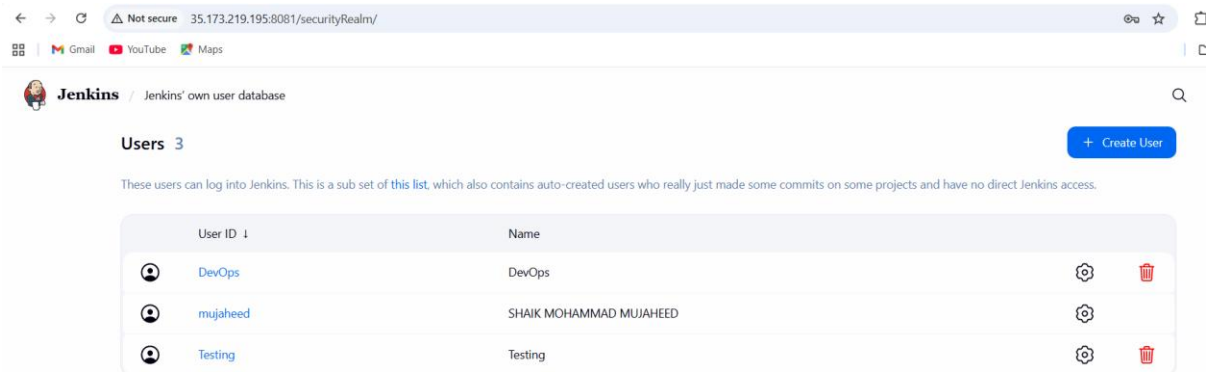 Not secure 35.173.219.195:8081/securityRealm/
Gmail YouTube Maps
Jenkins / Jenkins' own user database
Users 3
+ Create User
These users can log into Jenkins. This is a sub set of this list, which also contains auto-created users who really just made some commits on some projects and have no direct Jenkins access.
User ID ↓ Name
DevOps DevOps
mujaheed SHAIK MOHAMMAD MUJAHEED
Testing Testing